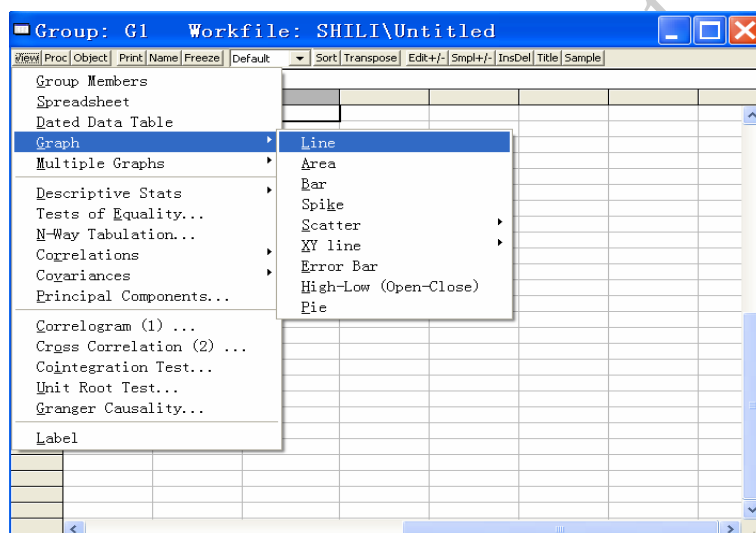 Group: G1 Workfile: SHILI\Untitled
View Proc Object Print Name Freeze Default Sort Transpose Edit+/- Smpl+/- InsDel Title Sample
Group Members
Spreadsheet
Dated Data Table
Graph
Multiple Graphs
Descriptive Stats
Tests of Equality...
N-Way Tabulation...
Correlations
Covariances
Principal Components...
Correlogram (1) ...
Cross Correlation (2) ...
Cointegration Test...
Unit Root Test...
Granger Causality...
Label
Line
Area
Bar
Spike
Scatter
XY line
Error Bar
High-Low (Open-Close)
Pie